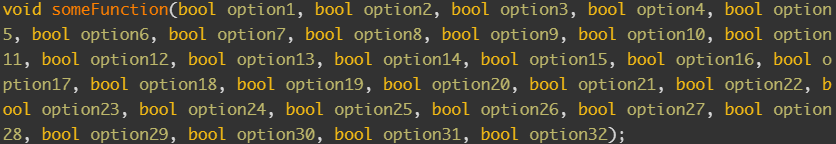 void someFunction(bool option1, bool option2, bool option3, bool option4, bool option
5, bool option6, bool option7, bool option8, bool option9, bool option10, bool option
11, bool option12, bool option13, bool option14, bool option15, bool option16, bool o
ption17, bool option18, bool option19, bool option20, bool option21, bool option22, b
ool option23, bool option24, bool option25, bool option26, bool option27, bool option
28, bool option29, bool option30, bool option31, bool option32);